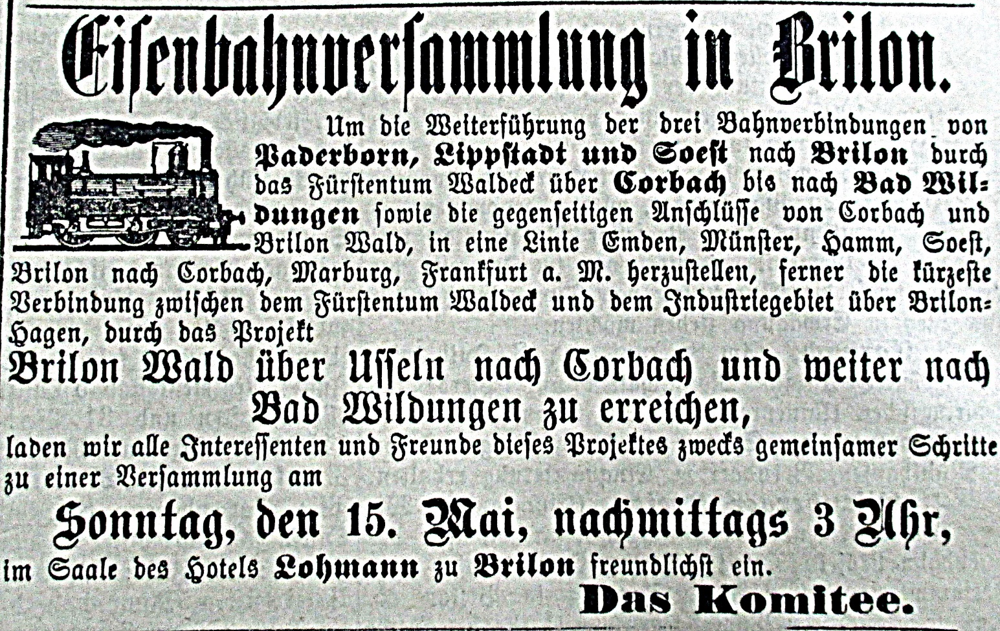 Eisenbahnversammlung in Brilon.
Um die Weiterführung der drei Bahnverbindungen von
Paderborn, Lippstadt und Soest nach Brilon durch
das Fürstentum Waldeck über Corbach bis nach Bad Wil-
dungen sowie die gegenseitigen Anschlüsse von Corbach und
Brilon Wald, in eine Linie Emden, Münster, Hamm, Soest,
Brilon nach Corbach, Marburg, Frankfurt a. M. herzustellen, ferner die kürzeste
Verbindung zwischen dem Fürstentum Waldeck und dem Industriegebiet über Brilon-
Hagen, durch das Projekt
Brilon Wald über Usseln nach Corbach und weiter nach
Bad Wildungen zu erreichen,
laden wir alle Interessenten und Freunde dieses Projektes zwecks gemeinsamer Schritte
zu einer Versammlung am
Sonntag, den 15. Mai, nachmittags 3 Uhr,
im Saale des Hotels Lohmann zu Brilon freundlichst ein.
Das Komitee.